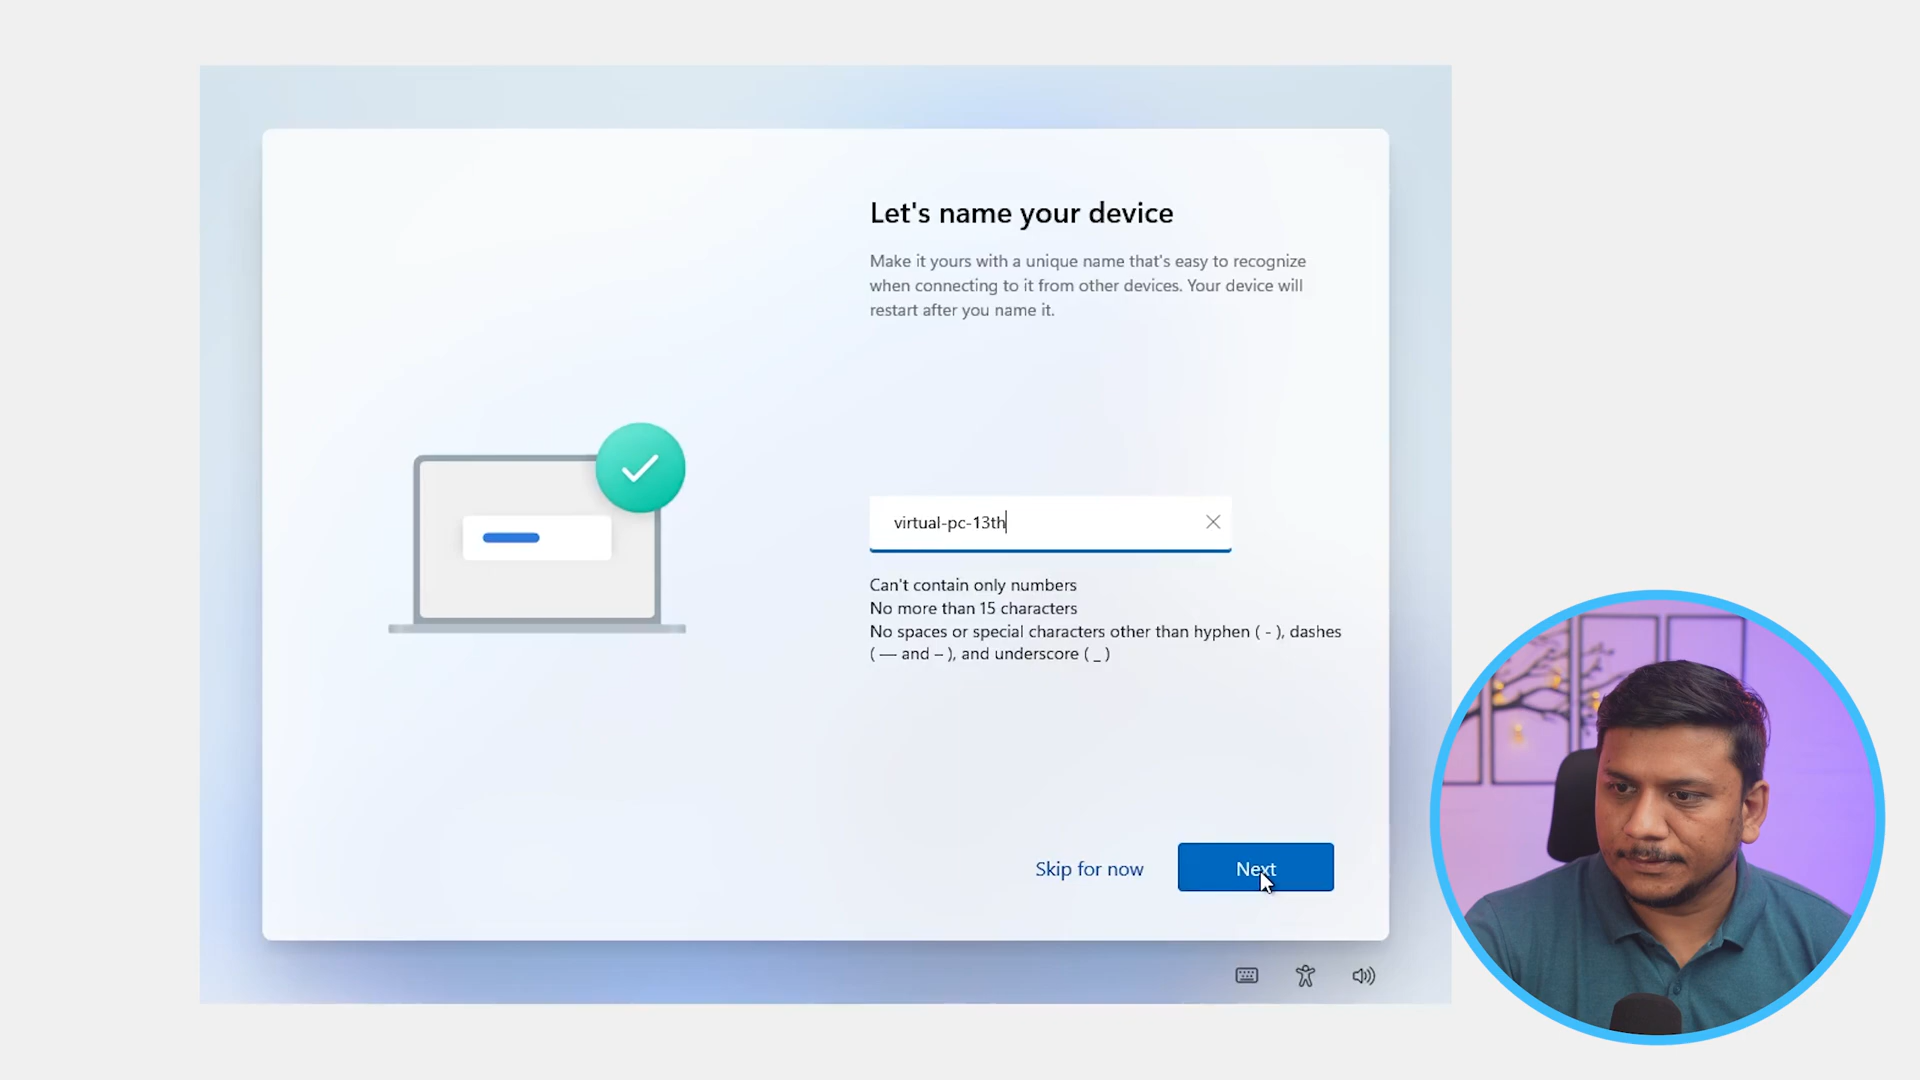 Let's name your device
Make it yours with a unique name that's easy to recognize
when connecting to it from other devices. Your device will
restart after you name it.
virtual-pc-13th
Can't contain only numbers
No more than 15 characters
No spaces or special characters other than hyphen ( - ), dashes
( — and – ), and underscore ( _ )
Skip for now
Next